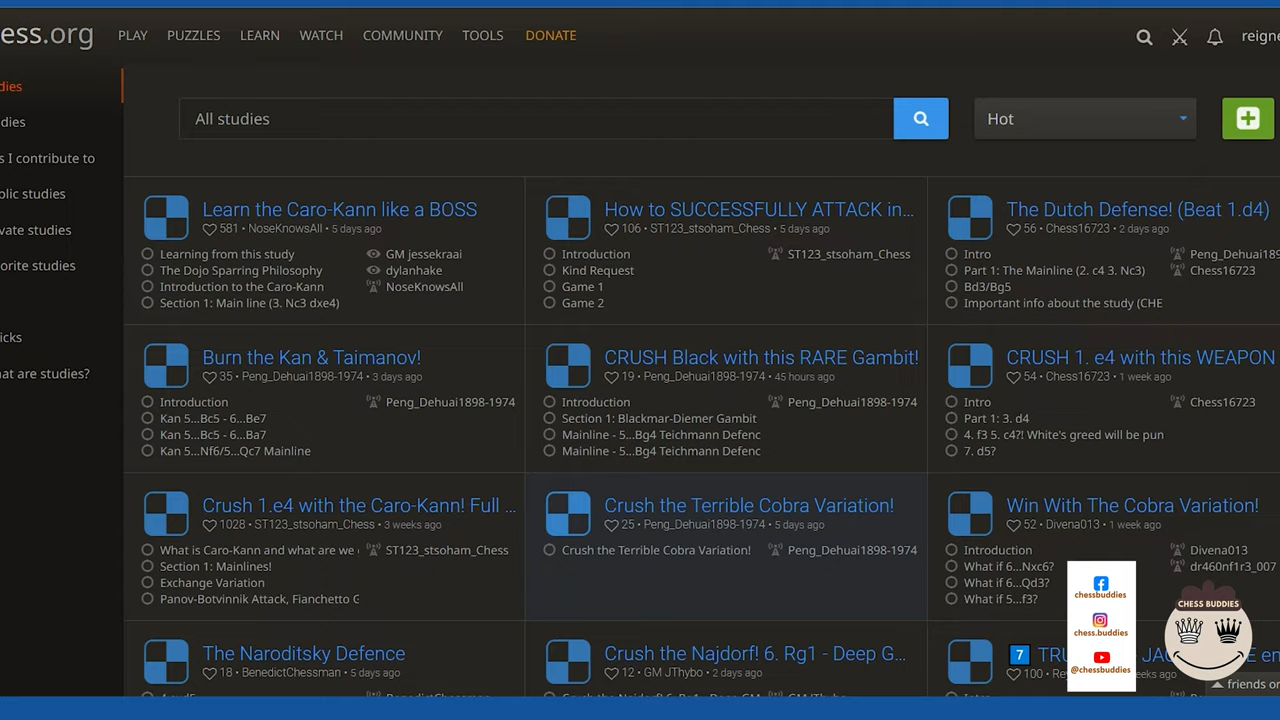 ess.org PLAY PUZZLES LEARN WATCH COMMUNITY TOOLS DONATE reigne
dies
All studies Hot
dies
s I contribute to
blic studies
vate studies
orite studies
icks
at are studies?
Learn the Caro-Kann like a BOSS
581 • NoseKnowsAll • 5 days ago
Learning from this study GM jessekraai
The Dojo Sparring Philosophy dylanhake
Introduction to the Caro-Kann NoseKnowsAll
Section 1: Main line (3. Nc3 dxe4)
How to SUCCESSFULLY ATTACK in...
106 • ST123_stsoham_Chess • 5 days ago
Introduction ST123_stsoham_Chess
Kind Request
Game 1
Game 2
The Dutch Defense! (Beat 1.d4)
56 • Chess16723 • 2 days ago
Intro Peng_Dehuai189
Part 1: The Mainline (2. c4 3. Nc3) Chess16723
Bd3/Bg5
Important info about the study (CHE
Burn the Kan & Taimanov!
35 • Peng_Dehuai1898-1974 • 3 days ago
Introduction Peng_Dehuai1898-1974
Kan 5...Bc5 - 6...Be7
Kan 5...Bc5 - 6...Ba7
Kan 5...Nf6/5...Qc7 Mainline
CRUSH Black with this RARE Gambit!
19 • Peng_Dehuai1898-1974 • 45 hours ago
Introduction Peng_Dehuai1898-1974
Section 1: Blackmar-Diemer Gambit
Mainline - 5...Bg4 Teichmann Defenc
Mainline - 5...Bg4 Teichmann Defenc
CRUSH 1. e4 with this WEAPON
54 • Chess16723 • 1 week ago
Intro Chess16723
Part 1: 3. d4
4. f3 5. c4?! White's greed will be pun
7. d5?
Crush 1.e4 with the Caro-Kann! Full ...
1028 • ST123_stsoham_Chess • 3 weeks ago
What is Caro-Kann and what are we ST123_stsoham_Chess
Section 1: Mainlines!
Exchange Variation
Panov-Botvinnik Attack, Fianchetto G
Crush the Terrible Cobra Variation!
25 • Peng_Dehuai1898-1974 • 5 days ago
Crush the Terrible Cobra Variation! Peng_Dehuai1898-1974
Win With The Cobra Variation!
52 • Divena013 • 1 week ago
Introduction Divena013
What if 6...Nxc6? dr460nf1r3_007
What if 6...Qd3?
What if 5...f3?
The Naroditsky Defence
18 • BenedictChessman • 5 days ago
Crush the Najdorf! 6. Rg1 - Deep G...
12 • GM JThybo • 2 days ago
7
100
chessbuddies
chess.buddies
@chessbuddies
CHESS BUDDIES
friends on